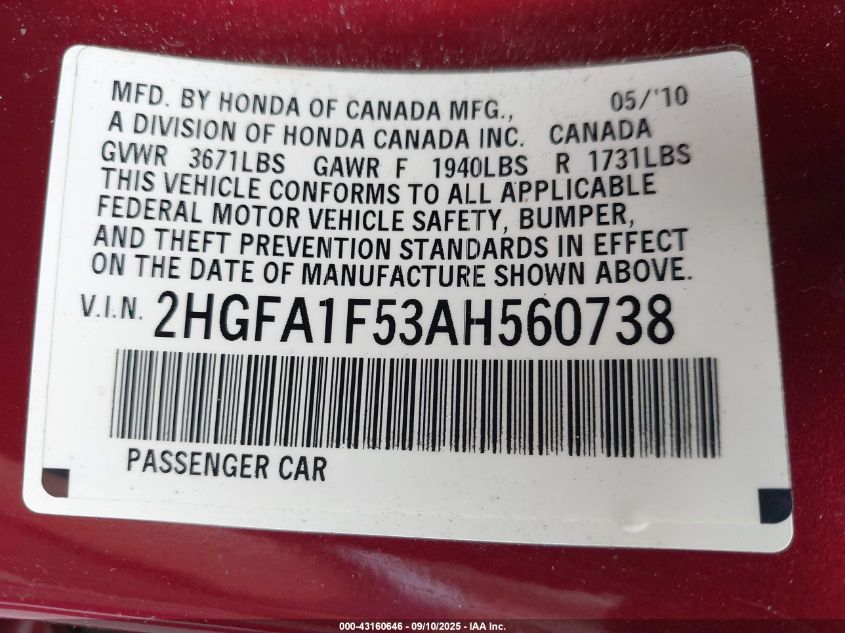 MFD. BY HONDA OF CANADA MFG., 05/'10
A DIVISION OF HONDA CANADA INC. CANADA
GVWR 3671LBS GAWR F 1940LBS R 1731LBS
THIS VEHICLE CONFORMS TO ALL APPLICABLE
FEDERAL MOTOR VEHICLE SAFETY, BUMPER,
AND THEFT PREVENTION STANDARDS IN EFFECT
ON THE DATE OF MANUFACTURE SHOWN ABOVE.
V.I.N. 2HGFA1F53AH560738
PASSENGER CAR
000-43160646 - 09/10/2025 - IAA Inc.